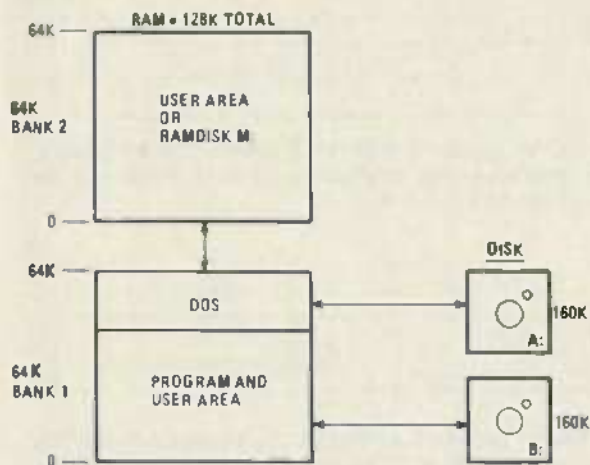 RAM = 128K TOTAL
64K
64K
BANK 2
USER AREA
OR
RAMDISK M
0
64K
DOS
64K
BANK 1
PROGRAM AND
USER AREA
0
DISK
160K
A:
160K
B: